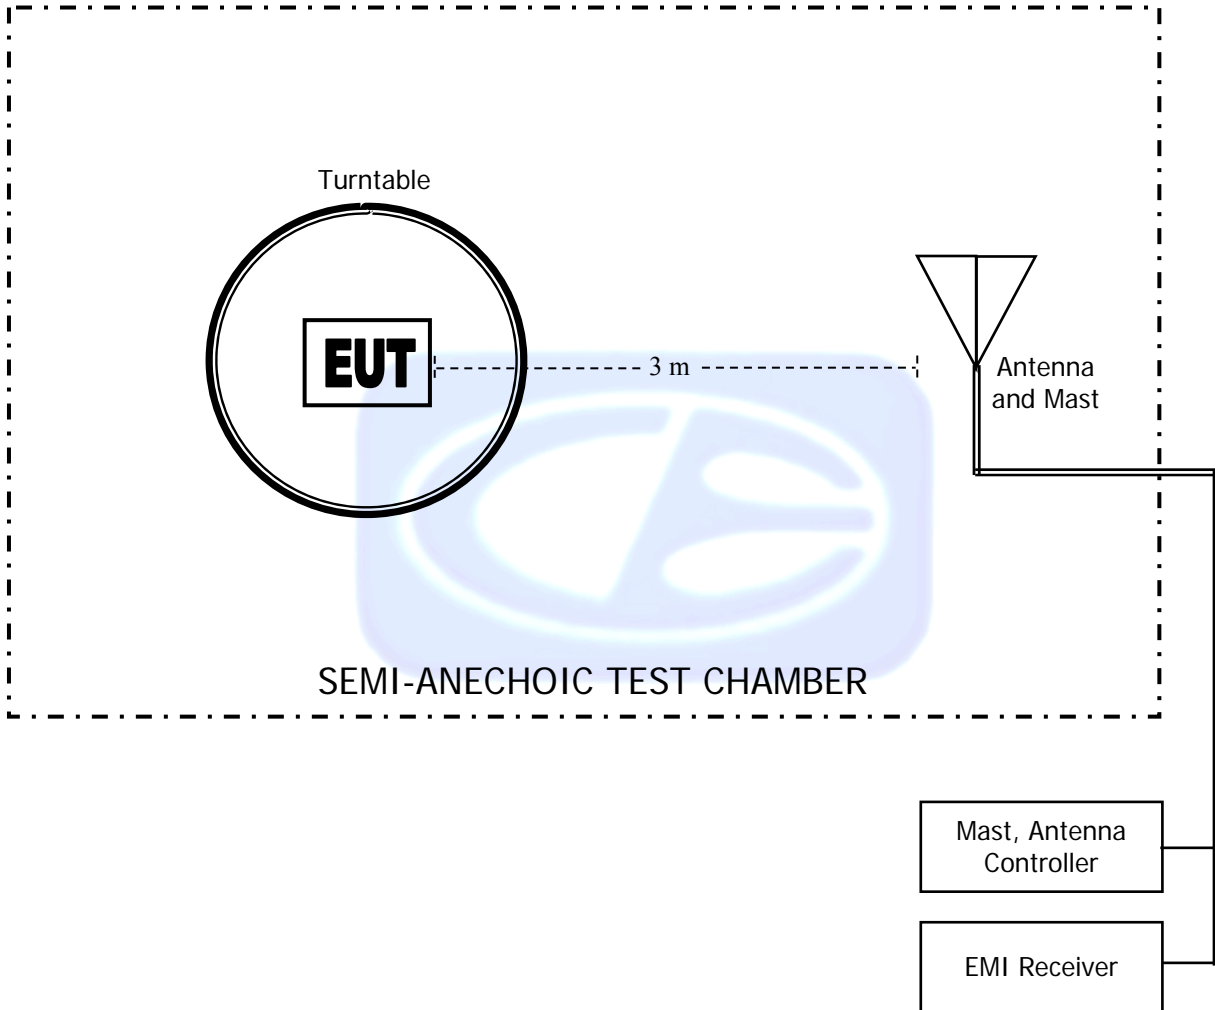 Turntable
EUT
3 m
Antenna
and Mast
SEMI-ANECHOIC TEST CHAMBER
Mast, Antenna
Controller
EMI Receiver